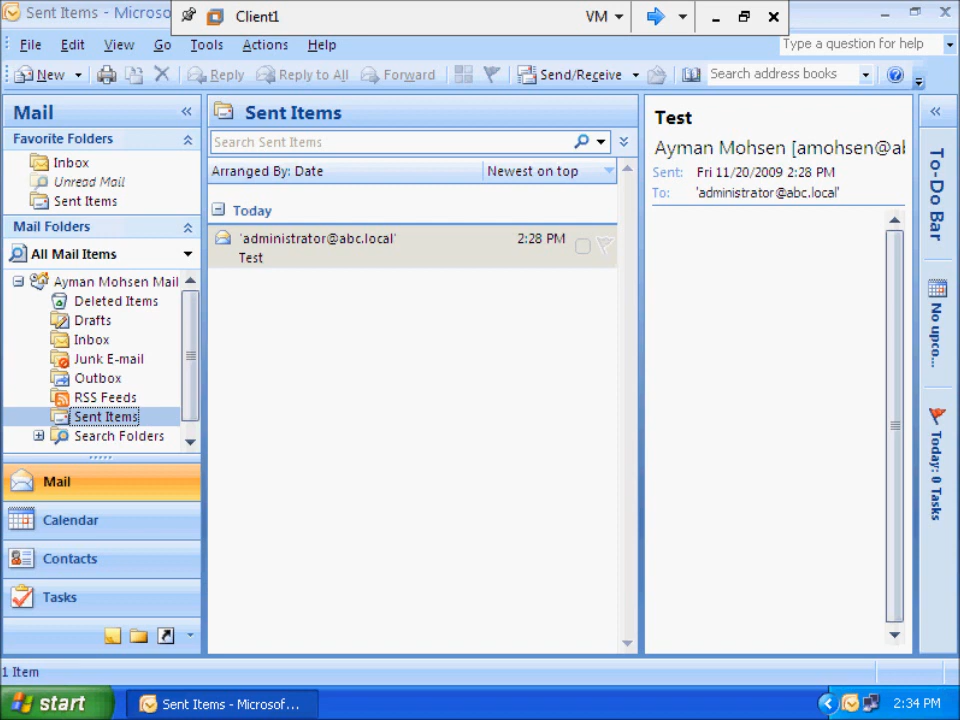 Sent Items - Microso
Client1
VM
File Edit View Go Tools Actions Help
Type a question for help
New Reply Reply to All Forward Send/Receive Search address books
Mail
Favorite Folders
Inbox
Unread Mail
Sent Items
Mail Folders
All Mail Items
Ayman Mohsen Mail
Deleted Items
Drafts
Inbox
Junk E-mail
Outbox
RSS Feeds
Sent Items
Search Folders
Mail
Calendar
Contacts
Tasks
Sent Items
Search Sent Items
Arranged By: Date Newest on top
Today
'administrator@abc.local' 2:28 PM
Test
Test
Ayman Mohsen [amohsen@al
Sent: Fri 11/20/2009 2:28 PM
To: 'administrator@abc.local'
To-Do Bar
No upco...
Today: 0 Tasks
1 Item
start
Sent Items - Microsof...
2:34 PM